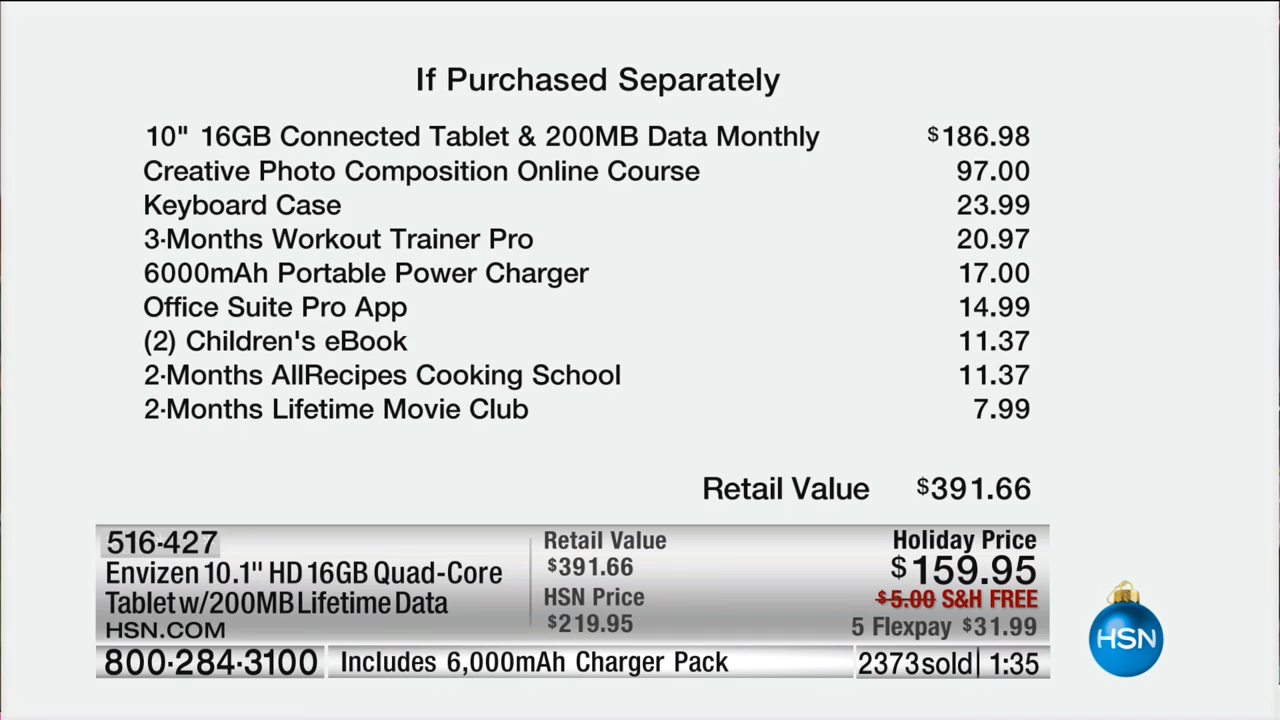 If Purchased Separately
10" 16GB Connected Tablet & 200MB Data Monthly $186.98
Creative Photo Composition Online Course 97.00
Keyboard Case 23.99
3-Months Workout Trainer Pro 20.97
6000mAh Portable Power Charger 17.00
Office Suite Pro App 14.99
(2) Children's eBook 11.37
2-Months AllRecipes Cooking School 11.37
2-Months Lifetime Movie Club 7.99
Retail Value $391.66
516-427
Envizen 10.1" HD 16GB Quad-Core
Tablet w/200MB Lifetime Data
HSN.COM
Retail Value
$391.66
HSN Price
$219.95
Holiday Price
$159.95
$5.00 S&H FREE
5 Flexpay $31.99
800-284-3100 Includes 6,000mAh Charger Pack 2373 sold 1:35
HSN